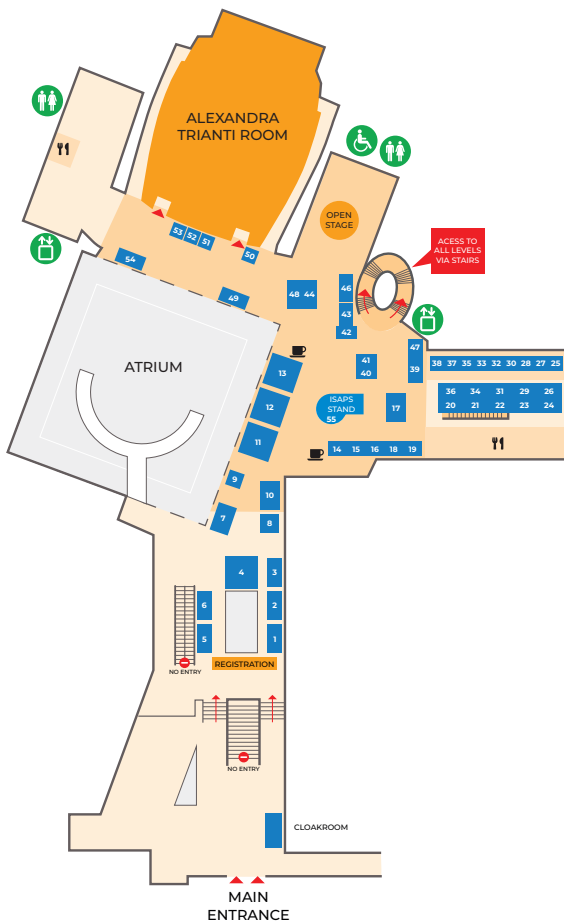 ALEXANDRA
TRIANTI ROOM
OPEN
STAGE
ACESS TO
ALL LEVELS
VIA STAIRS
53
52
51
50
54
49
48 44
46
43
42
47
39
41
40
38 37 35 33 32 30 28 27 25
36 34 31 29 26
20 21 22 23 24
ATRIUM
13
12
11
ISAPS
STAND
55
17
14 15 16 18 19
9
10
7
8
4
3
6
2
5
1
REGISTRATION
NO ENTRY
NO ENTRY
CLOAKROOM
MAIN
ENTRANCE